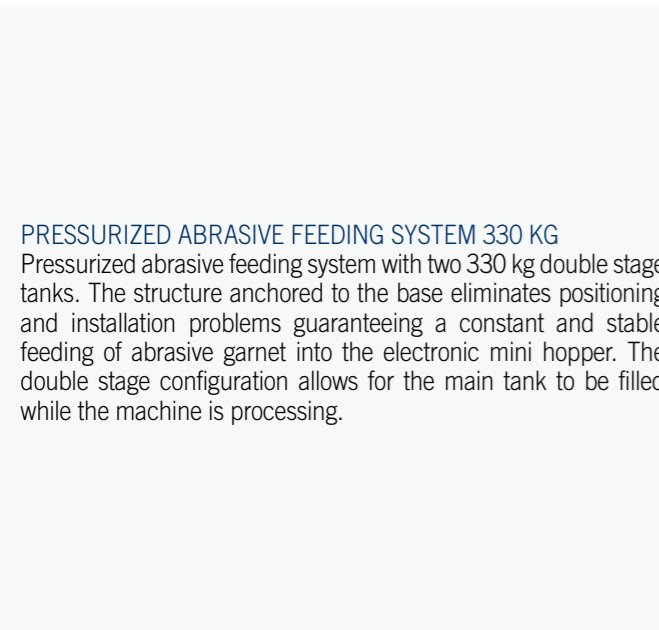 PRESSURIZED ABRASIVE FEEDING SYSTEM 330 KG
Pressurized abrasive feeding system with two 330 kg double stage
tanks. The structure anchored to the base eliminates positioning
and installation problems guaranteeing a constant and stable
feeding of abrasive garnet into the electronic mini hopper. The
double stage configuration allows for the main tank to be filled
while the machine is processing.